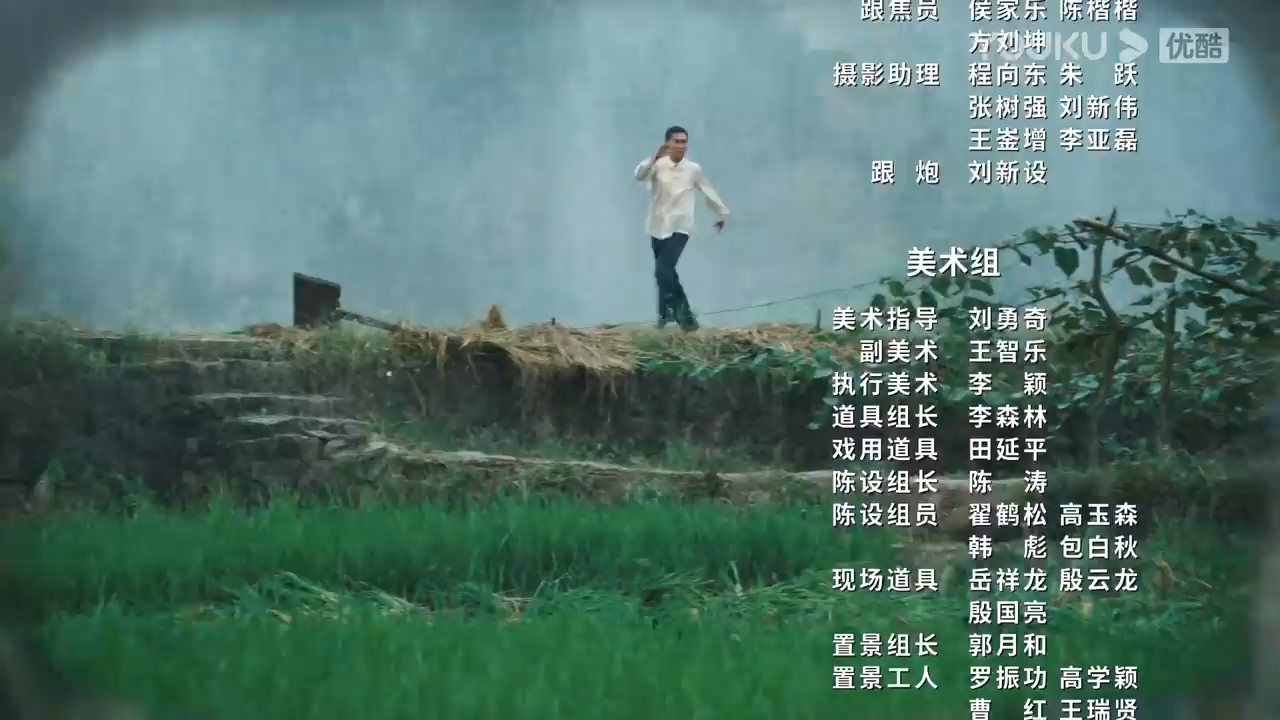 跟焦员 侯家乐 陈楷楷
方刘坤
YOUKU 优酷
摄影助理 程向东 朱 跃
张树强 刘新伟
王崟增 李亚磊
跟 炮 刘新设
美术组
美术指导 刘勇奇
副美术 王智乐
执行美术 李 颖
道具组长 李森林
戏用道具 田延平
陈设组长 陈 涛
陈设组员 翟鹤松 高玉森
韩 彪 包白秋
现场道具 岳祥龙 殷云龙
殷国亮
置景组长 郭月和
置景工人 罗振功 高学颖
曹 红 王瑞贤